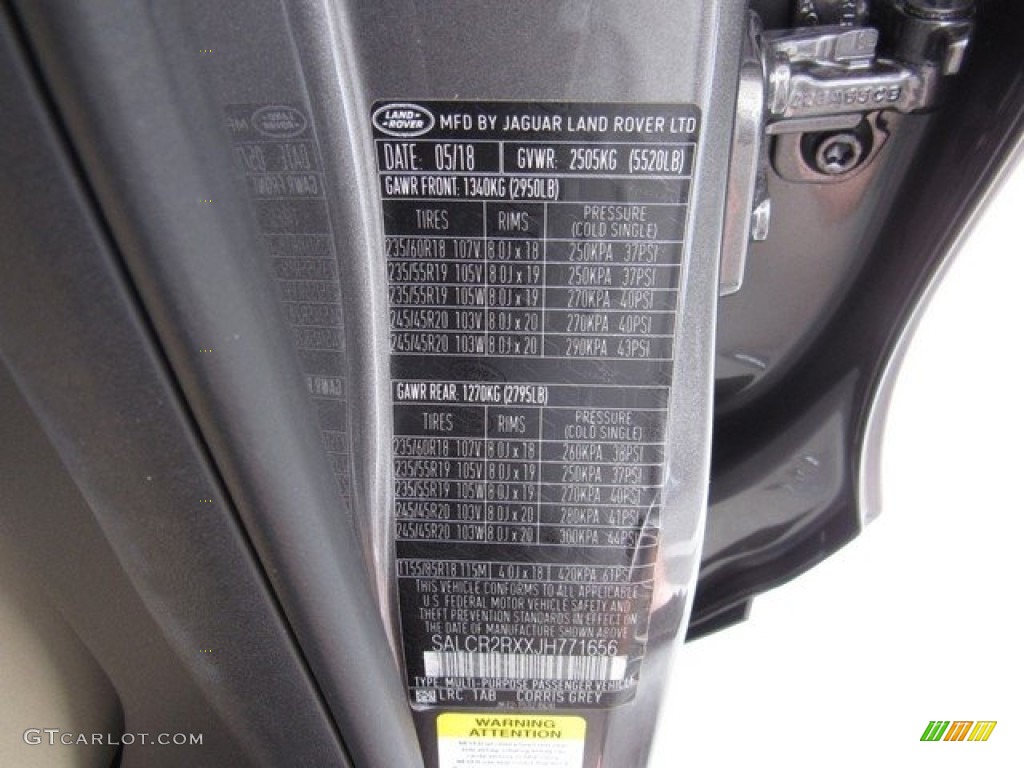 LAND ROVER MFD BY JAGUAR LAND ROVER LTD
DATE: 05/18 GVWR: 2505KG (5520LB)
GAWR FRONT: 1340KG (2950LB)
TIRES RIMS PRESSURE (COLD SINGLE)
235/60R18 107V 8.0J x 18 250KPA 37PSI
235/55R19 105V 8.0J x 19 250KPA 37PSI
235/55R19 105W 8.0J x 19 270KPA 40PSI
245/45R20 103V 8.0J x 20 270KPA 40PSI
245/45R20 103W 8.0J x 20 290KPA 43PSI
GAWR REAR: 1270KG (2795LB)
TIRES RIMS PRESSURE (COLD SINGLE)
235/60R18 107V 8.0J x 18 260KPA 38PSI
235/55R19 105V 8.0J x 19 250KPA 37PSI
235/55R19 105W 8.0J x 19 270KPA 40PSI
245/45R20 103V 8.0J x 20 280KPA 41PSI
245/45R20 103W 8.0J x 20 300KPA 44PSI
T155/85R18 115M 4.0J x 18 420KPA 61PSI
THIS VEHICLE CONFORMS TO ALL APPLICABLE
U.S. FEDERAL MOTOR VEHICLE SAFETY AND
THEFT PREVENTION STANDARDS IN EFFECT ON
THE DATE OF MANUFACTURE SHOWN ABOVE
SALCR2RXXJH771656
TYPE: MULTI-PURPOSE PASSENGER VEHICLE
LRC 1AB CORRIS GREY
WARNING
ATTENTION
GTCARLOT.COM